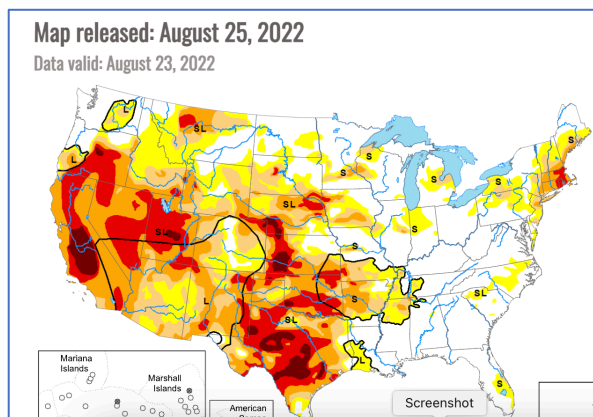 Map released: August 25, 2022
Data valid: August 23, 2022
L
SL
S
L
S
S
S
S
SL
S
SL
S
S
SL
L
SL
Mariana
Islands
Marshall
Islands
American
S
Screenshot